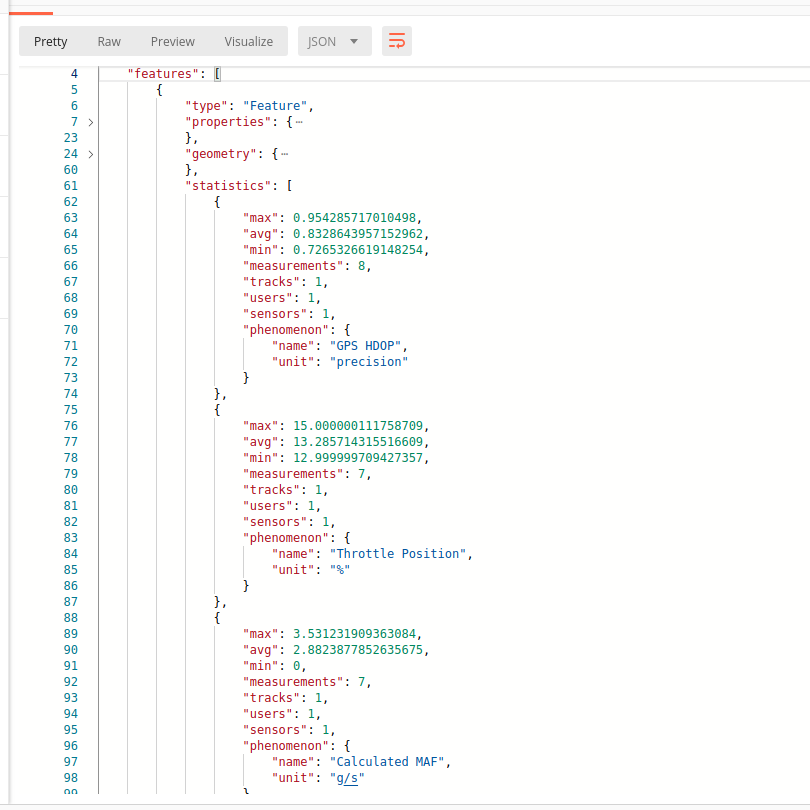 Pretty Raw Preview Visualize JSON
4 "features": [
5 {
6 "type": "Feature",
7 "properties": {⋯
23 },
24 "geometry": {⋯
60 },
61 "statistics": [
62 {
63 "max": 0.954285717010498,
64 "avg": 0.8328643957152962,
65 "min": 0.7265326619148254,
66 "measurements": 8,
67 "tracks": 1,
68 "users": 1,
69 "sensors": 1,
70 "phenomenon": {
71 "name": "GPS HDOP",
72 "unit": "precision"
73 }
74 },
75 {
76 "max": 15.000000111758709,
77 "avg": 13.285714315516609,
78 "min": 12.999999709427357,
79 "measurements": 7,
80 "tracks": 1,
81 "users": 1,
82 "sensors": 1,
83 "phenomenon": {
84 "name": "Throttle Position",
85 "unit": "%"
86 }
87 },
88 {
89 "max": 3.531231909363084,
90 "avg": 2.8823877852635675,
91 "min": 0,
92 "measurements": 7,
93 "tracks": 1,
94 "users": 1,
95 "sensors": 1,
96 "phenomenon": {
97 "name": "Calculated MAF",
98 "unit": "g/s"
99 }